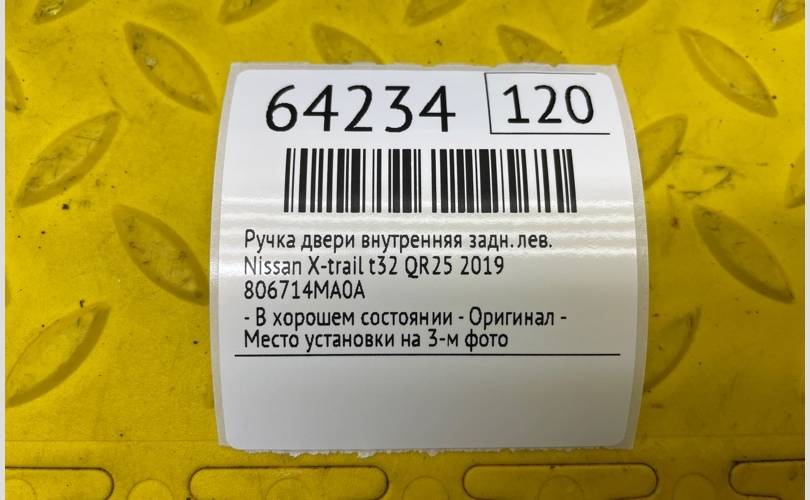 64234 120
Ручка двери внутренняя задн. лев.
Nissan X-trail t32 QR25 2019
806714MA0A
- В хорошем состоянии - Оригинал -
Место установки на 3-м фото